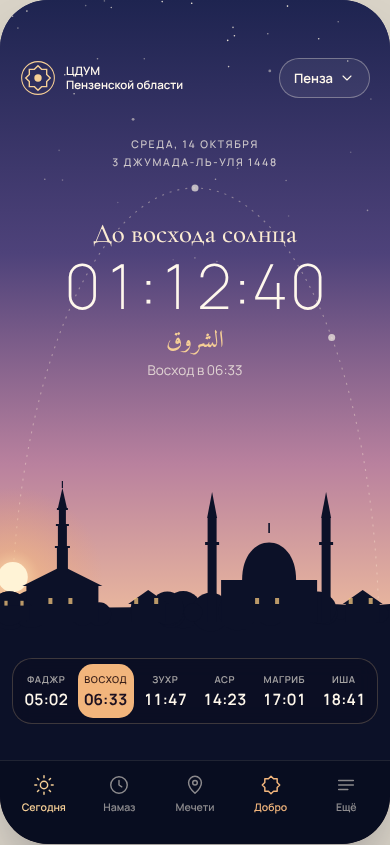 ЦДУМ
Пензенской области
Пенза
СРЕДА, 14 ОКТЯБРЯ
3 ДЖУМАДА-ЛЬ-УЛЯ 1448
До восхода солнца
01:12:40
الشروق
Восход в 06:33
ФАДЖР ВОСХОД ЗУХР АСР МАГРИБ ИША
05:02 06:33 11:47 14:23 17:01 18:41
Сегодня Намаз Мечети Добро Ещё